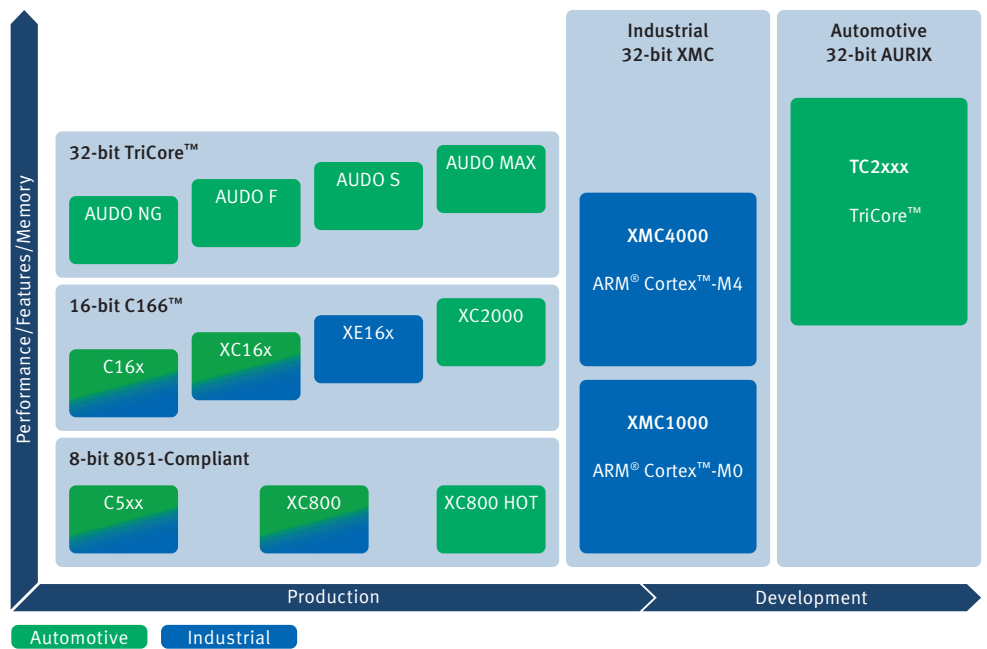 Performance/Features/Memory
32-bit TriCore™
AUDO NG
AUDO F
AUDO S
AUDO MAX
16-bit C166™
C16x
XC16x
XE16x
XC2000
8-bit 8051-Compliant
C5xx
XC800
XC800 HOT
Industrial
32-bit XMC
XMC4000
ARM® Cortex™-M4
XMC1000
ARM® Cortex™-M0
Automotive
32-bit AURIX
TC2xxx
TriCore™
Production
Development
Automotive
Industrial